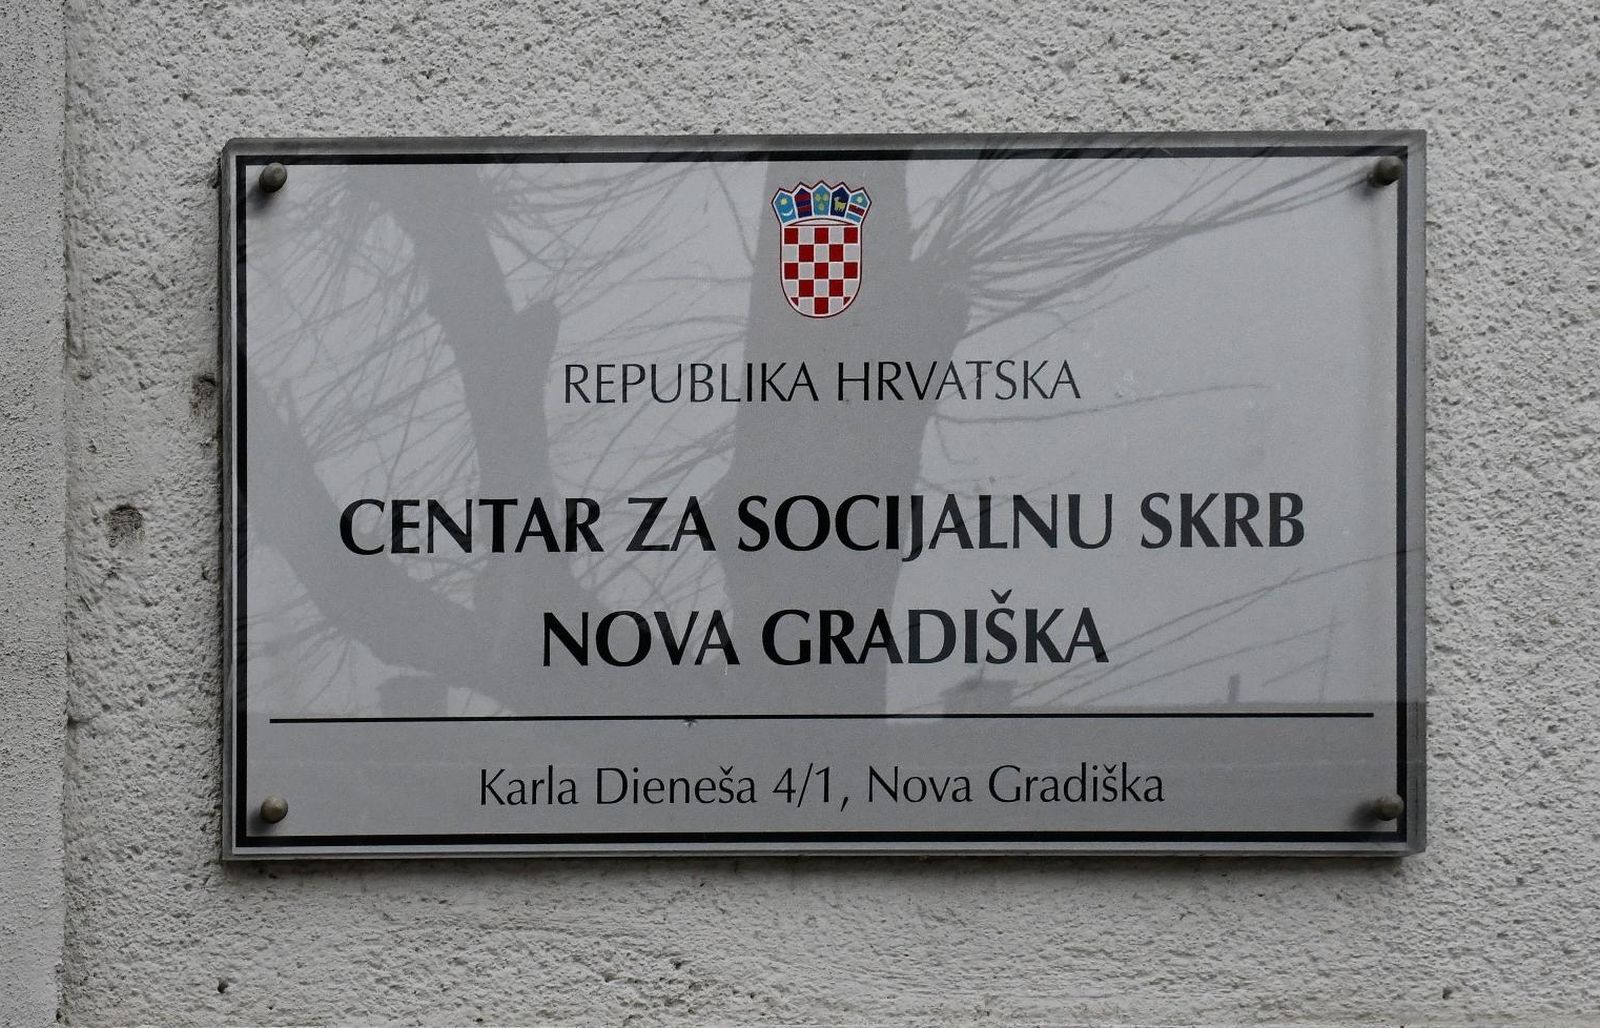 REPUBLIKA HRVATSKA
CENTAR ZA SOCIJALNU SKRB
NOVA GRADIŠKA
Karla Dieneša 4/1, Nova Gradiška